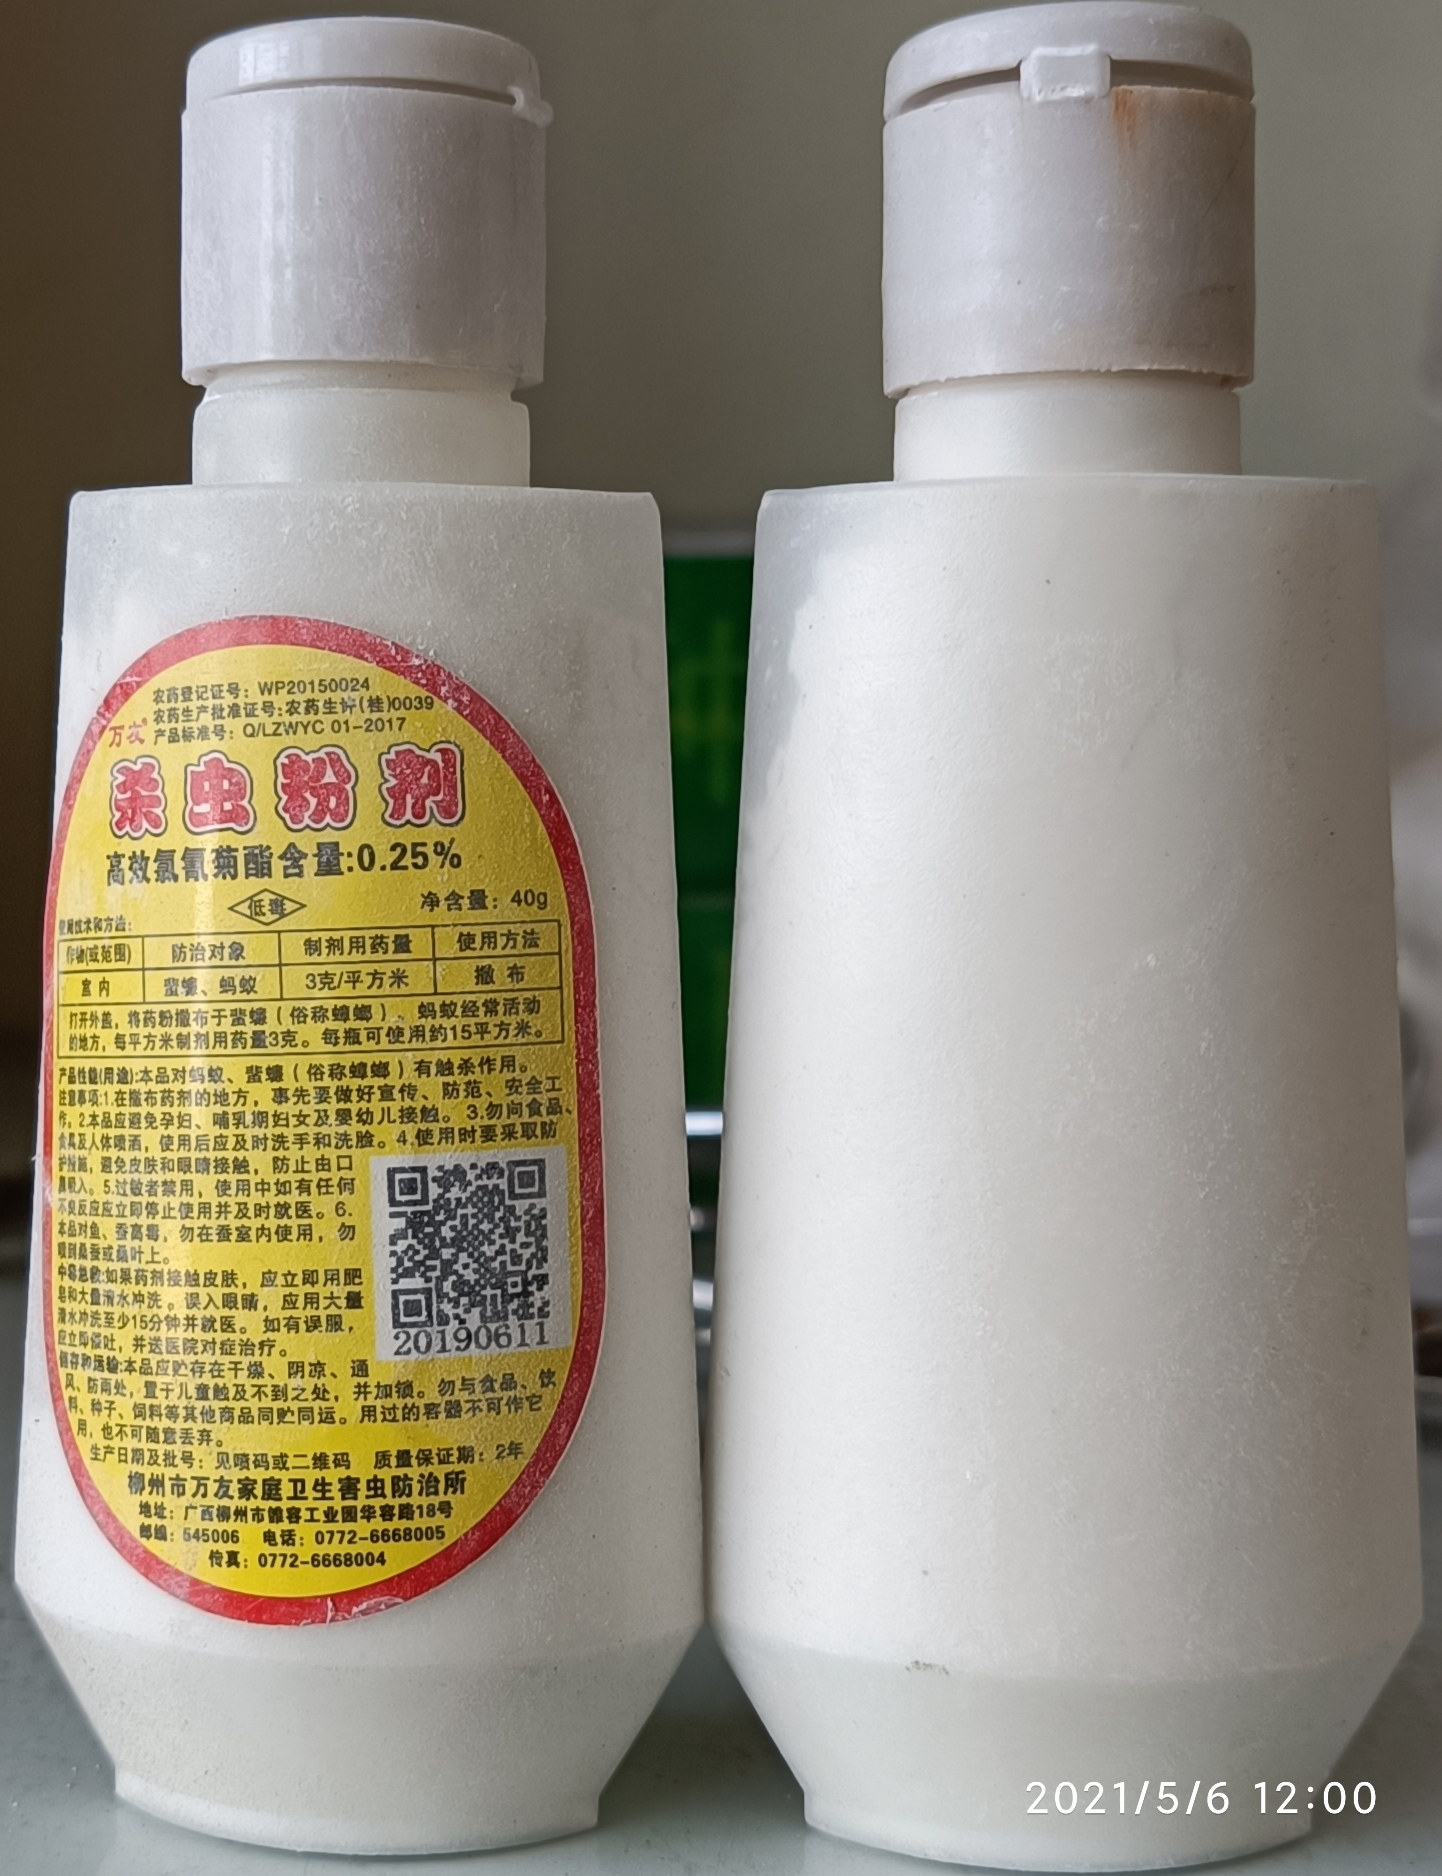 农药登记证号：WP20150024
农药生产批准证号：农药生许(桂)0039
万友® 产品标准号：Q/LZWYC 01-2017
杀虫粉剂
高效氯氰菊酯含量:0.25%
低毒 净含量：40g
使用技术和方法:
作物(或范围) 防治对象 制剂用药量 使用方法
室内 蜚蠊、蚂蚁 3克/平方米 撒布
打开外盖，将药粉撒布于蜚蠊（俗称蟑螂）、蚂蚁经常活动
的地方，每平方米制剂用药量3克。每瓶可使用约15平方米。
产品性能(用途):本品对蚂蚁、蜚蠊（俗称蟑螂）有触杀作用。
注意事项:1.在撒布药剂的地方，事先要做好宣传、防范、安全工
作。2.本品应避免孕妇、哺乳期妇女及婴幼儿接触。3.勿向食品、
食具及人体喷洒，使用后应及时洗手和洗脸。4.使用时要采取防
护措施，避免皮肤和眼睛接触，防止由口
鼻吸入。5.过敏者禁用，使用中如有任何
不良反应应立即停止使用并及时就医。6.
本品对鱼、蚕高毒，勿在蚕室内使用，勿
喷到桑蚕或桑叶上。
中毒急救:如果药剂接触皮肤，应立即用肥
皂和大量清水冲洗。误入眼睛，应用大量
清水冲洗至少15分钟并就医。如有误服，
应立即催吐，并送医院对症治疗。
20190611
储存和运输:本品应贮存在干燥、阴凉、通
风、防雨处，置于儿童触及不到之处，并加锁。勿与食品、饮
料、种子、饲料等其他商品同贮同运。用过的容器不可作它
用，也不可随意丢弃。
生产日期及批号：见喷码或二维码 质量保证期：2年
柳州市万友家庭卫生害虫防治所
地址：广西柳州市雒容工业园华容路18号
邮编：545006 电话：0772-6668005
传真：0772-6668004
2021/5/6 12:00